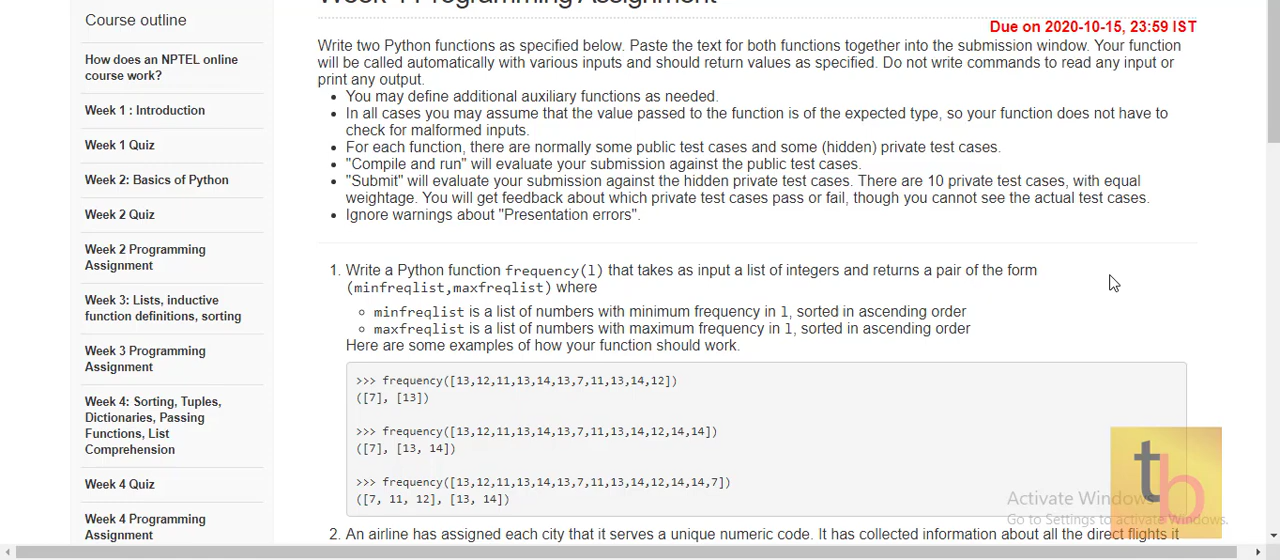 Course outline
How does an NPTEL online
course work?
Week 1 : Introduction
Week 1 Quiz
Week 2: Basics of Python
Week 2 Quiz
Week 2 Programming
Assignment
Week 3: Lists, inductive
function definitions, sorting
Week 3 Programming
Assignment
Week 4: Sorting, Tuples,
Dictionaries, Passing
Functions, List
Comprehension
Week 4 Quiz
Week 4 Programming
Assignment
Week 4 Programming Assignment
Due on 2020-10-15, 23:59 IST
Write two Python functions as specified below. Paste the text for both functions together into the submission window. Your function
will be called automatically with various inputs and should return values as specified. Do not write commands to read any input or
print any output.
• You may define additional auxiliary functions as needed.
• In all cases you may assume that the value passed to the function is of the expected type, so your function does not have to
check for malformed inputs.
• For each function, there are normally some public test cases and some (hidden) private test cases.
• "Compile and run" will evaluate your submission against the public test cases.
• "Submit" will evaluate your submission against the hidden private test cases. There are 10 private test cases, with equal
weightage. You will get feedback about which private test cases pass or fail, though you cannot see the actual test cases.
• Ignore warnings about "Presentation errors".
1. Write a Python function frequency(l) that takes as input a list of integers and returns a pair of the form
(minfreqlist,maxfreqlist) where
◦ minfreqlist is a list of numbers with minimum frequency in l, sorted in ascending order
◦ maxfreqlist is a list of numbers with maximum frequency in l, sorted in ascending order
Here are some examples of how your function should work.
>>> frequency([13,12,11,13,14,13,7,11,13,14,12])
([7], [13])
>>> frequency([13,12,11,13,14,13,7,11,13,14,12,14,14])
([7], [13, 14])
>>> frequency([13,12,11,13,14,13,7,11,13,14,12,14,14,7])
([7, 11, 12], [13, 14])
2. An airline has assigned each city that it serves a unique numeric code. It has collected information about all the direct flights it
tb
Activate Windows
Go to Settings to activate Windows.